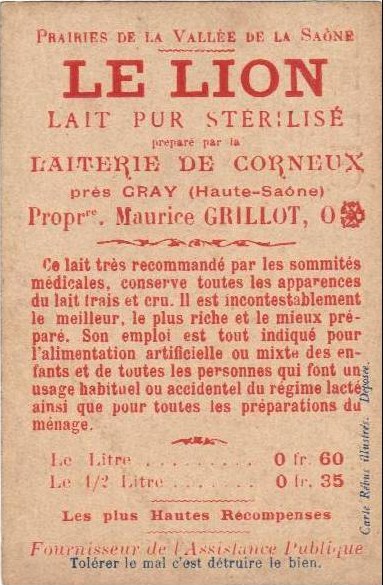 PRAIRIES DE LA VALLÉE DE LA SAÔNE
LE LION
LAIT PUR STÉRILISÉ
préparé par la
LAITERIE DE CORNEUX
près GRAY (Haute-Saône)
Proprre. Maurice GRILLOT, O
Ce lait très recommandé par les sommités
médicales, conserve toutes les apparences
du lait frais et cru. Il est incontestablement
le meilleur, le plus riche et le mieux pré-
paré. Son emploi est tout indiqué pour
l'alimentation artificielle ou mixte des en-
fants et de toutes les personnes qui font un
usage habituel ou accidentel du régime lacté
ainsi que pour toutes les préparations du
ménage.
Le Litre . . . . . . . . . 0 fr. 60
Le 1/2 Litre . . . . . . . 0 fr. 35
Les plus Hautes Récompenses
Fournisseur de l'Assistance Publique
Tolérer le mal c'est détruire le bien.
Carte Rébus illustrés. Déposée.